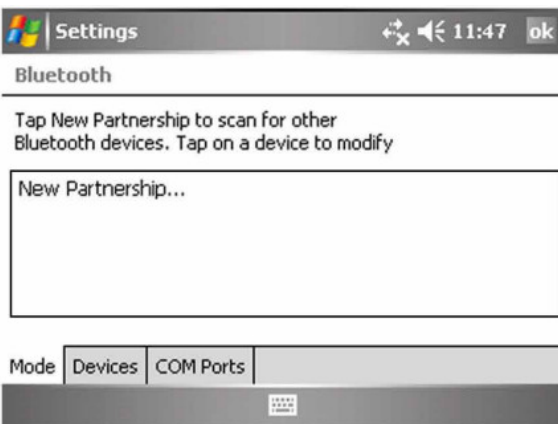 Settings 11:47 ok
Bluetooth
Tap New Partnership to scan for other
Bluetooth devices. Tap on a device to modify
New Partnership...
Mode Devices COM Ports